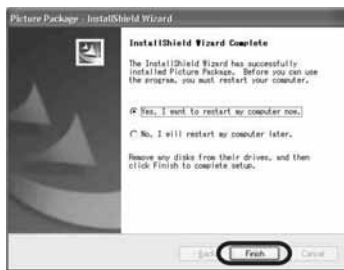 Picture Package - InstallShield Wizard
InstallShield Wizard Complete
The InstallShield Wizard has successfully
installed Picture Package. Before you can use
the program, you must restart your computer.
Yes, I want to restart my computer now.
No, I will restart my computer later.
Remove any disks from their drives, and then
click Finish to complete setup.
< Back
Finish
Cancel